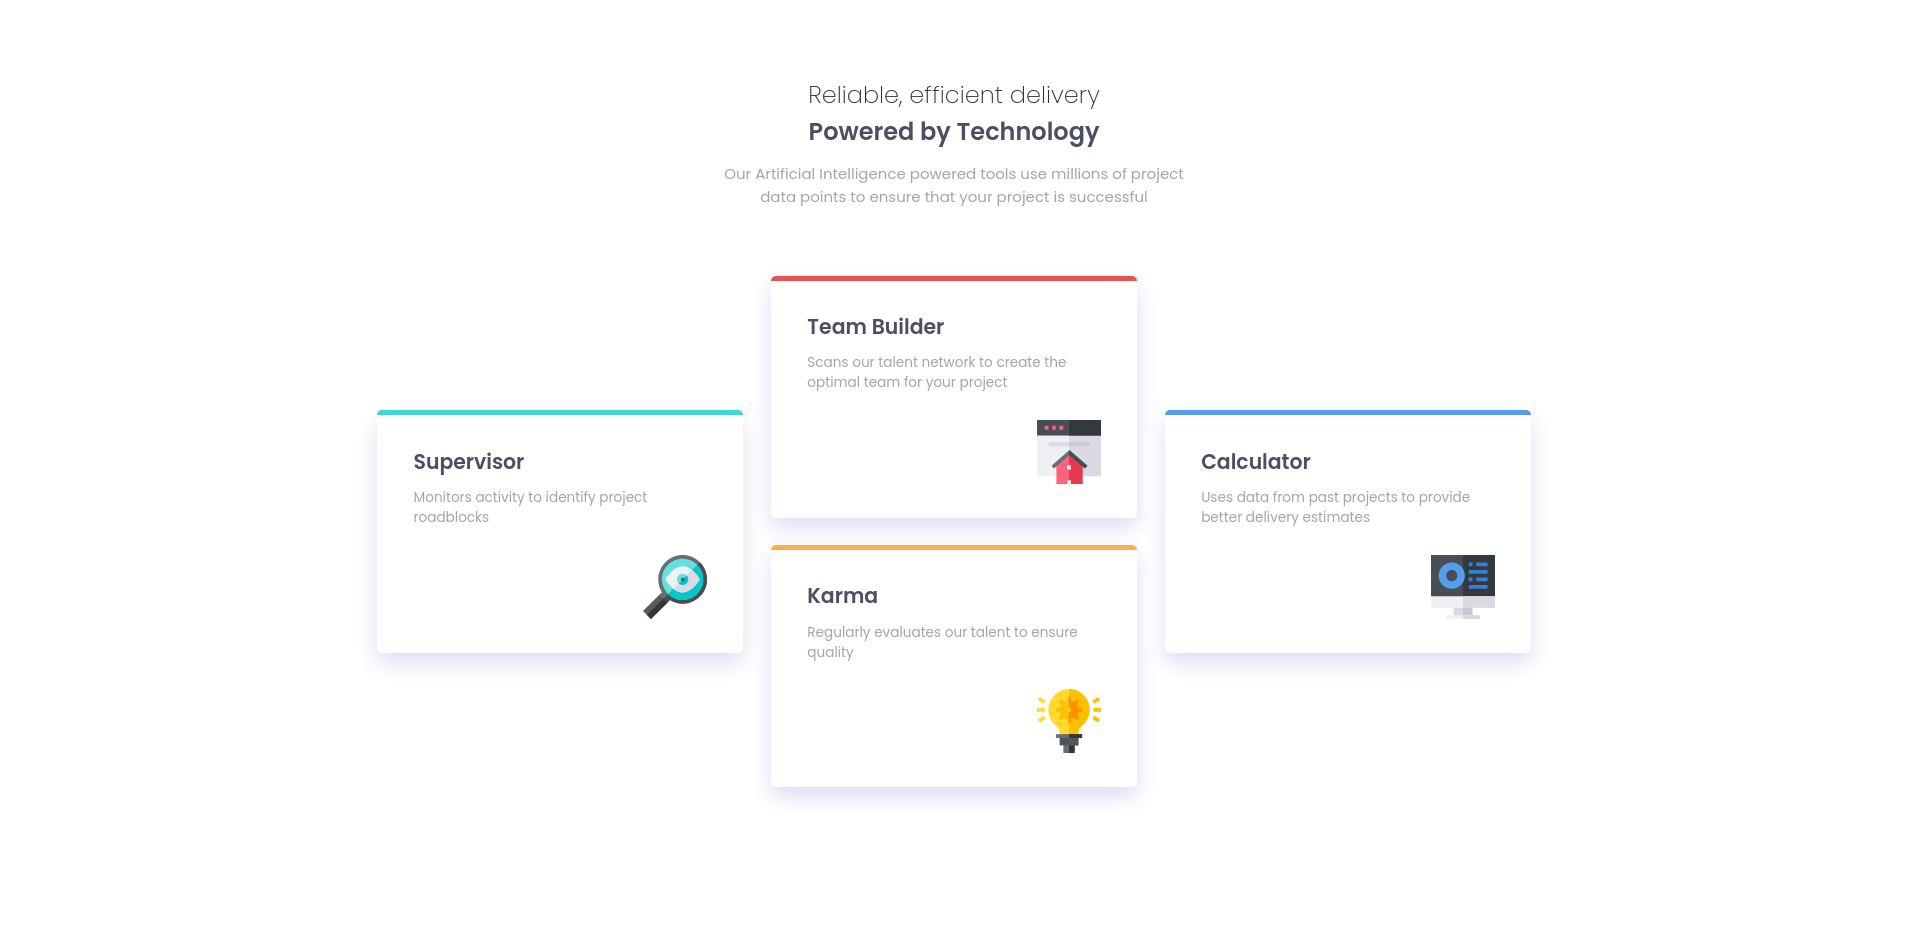 Reliable, efficient delivery
Powered by Technology
Our Artificial Intelligence powered tools use millions of project
data points to ensure that your project is successful
Supervisor
Monitors activity to identify project
roadblocks
Team Builder
Scans our talent network to create the
optimal team for your project
Karma
Regularly evaluates our talent to ensure
quality
Calculator
Uses data from past projects to provide
better delivery estimates